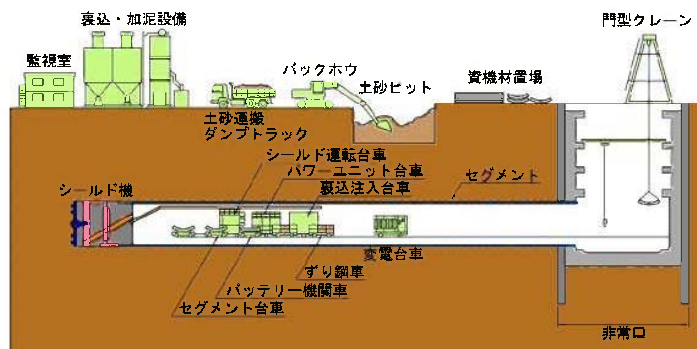 裏込・加泥設備
門型クレーン
監視室
バックホウ
土砂ピット
資機材置場
土砂運搬
ダンプトラック
シールド運転台車
パワーユニット台車
裏込注入台車
セグメント
シールド機
変電台車
ずり鋼車
バッテリー機関車
セグメント台車
非常口